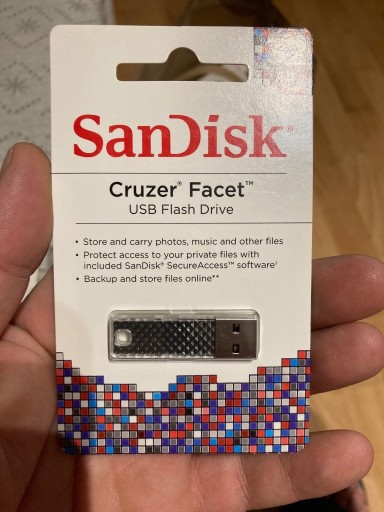 SanDisk®
Cruzer® Facet™
USB Flash Drive
• Store and carry photos, music and other files
• Protect access to your private files with
included SanDisk® SecureAccess™ software†
• Backup and store files online**